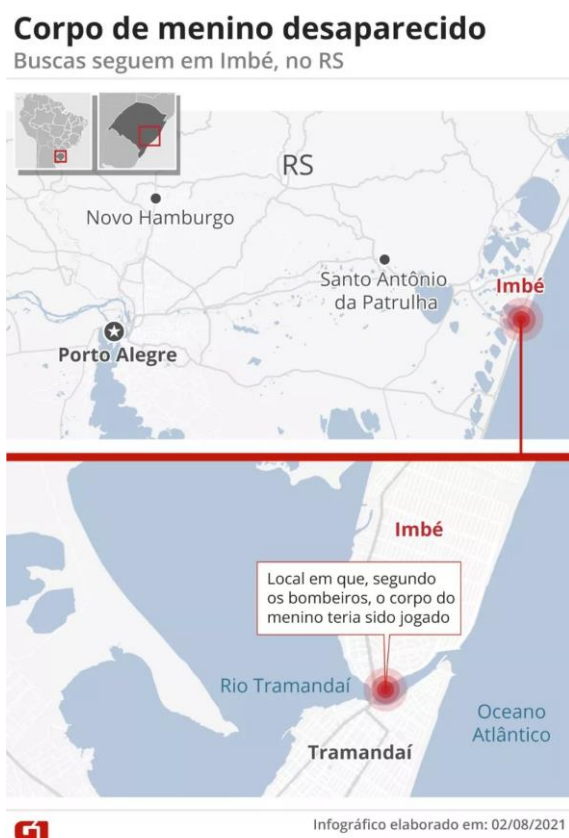 Corpo de menino desaparecido
Buscas seguem em Imbé, no RS
RS
Novo Hamburgo
Santo Antônio
da Patrulha
Imbé
Porto Alegre
Imbé
Local em que, segundo
os bombeiros, o corpo do
menino teria sido jogado
Rio Tramandaí
Oceano
Atlântico
Tramandaí
G1
Infográfico elaborado em: 02/08/2021